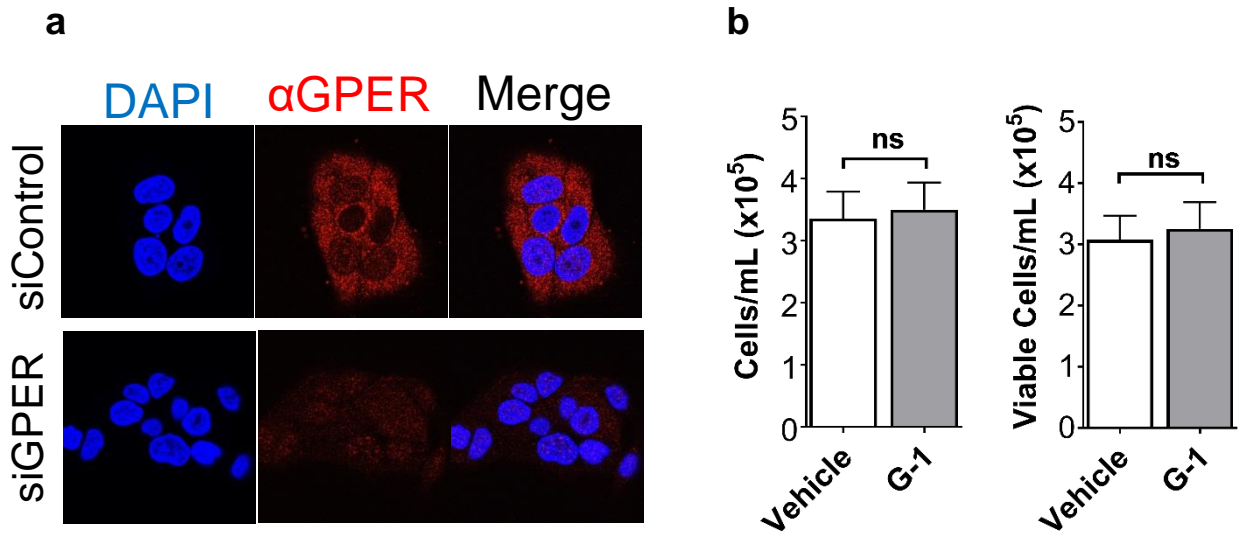 a
DAPI αGPER Merge
siControl
siGPER
b
Cells/mL (x10⁵)
5
4
3
2
1
0
ns
Vehicle
G-1
Viable Cells/mL (x10⁵)
5
4
3
2
1
0
ns
Vehicle
G-1